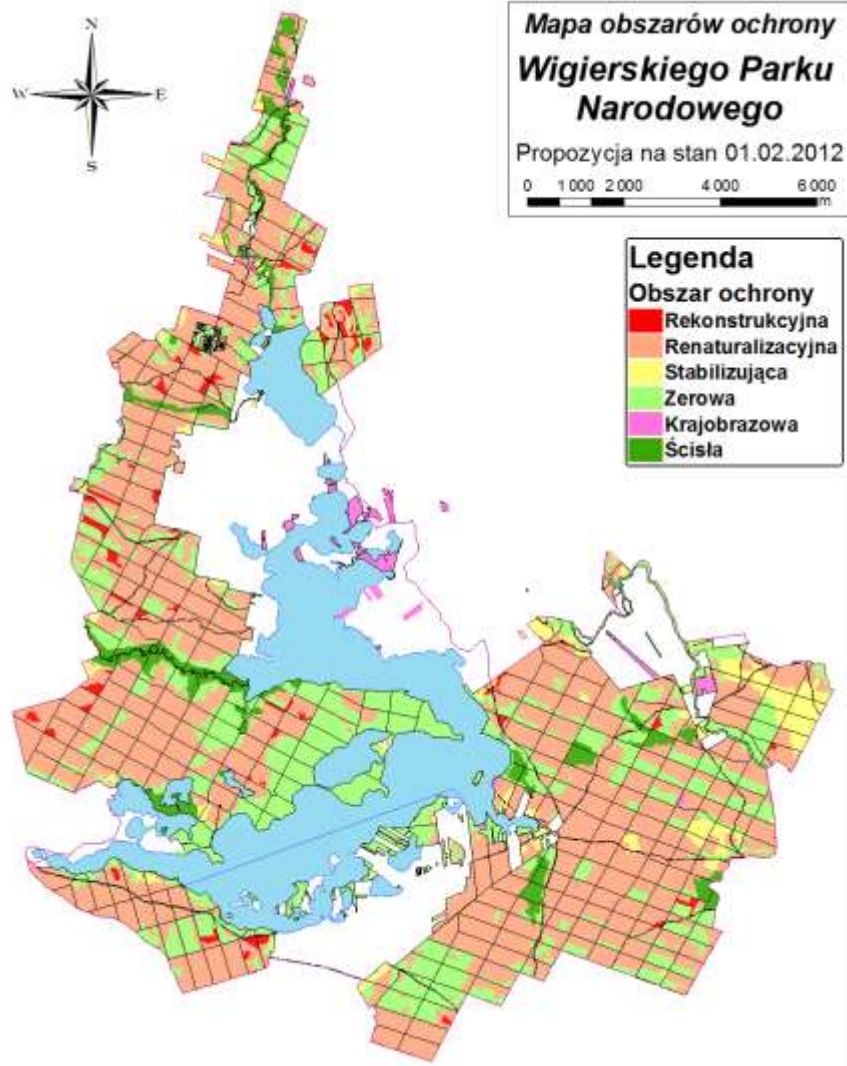 N
W E
S
Mapa obszarów ochrony
Wigierskiego Parku
Narodowego
Propozycja na stan 01.02.2012
0 1 000 2 000 4 000 6 000
m
Legenda
Obszar ochrony
Rekonstrukcyjna
Renaturalizacyjna
Stabilizująca
Zerowa
Krajobrazowa
Ścisła